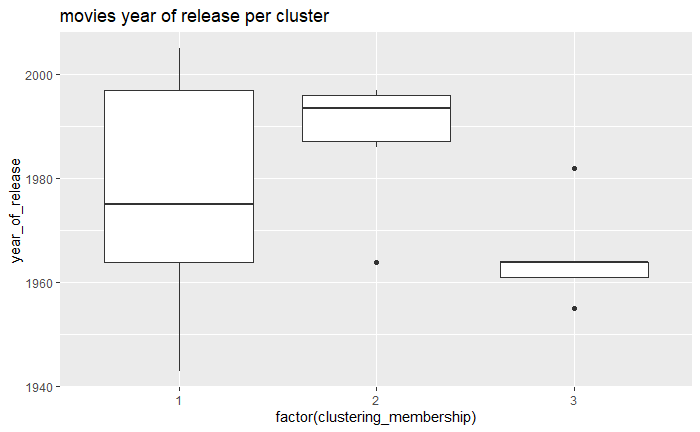 movies year of release per cluster
year_of_release
2000
1980
1960
1940
1
2
3
factor(clustering_membership)